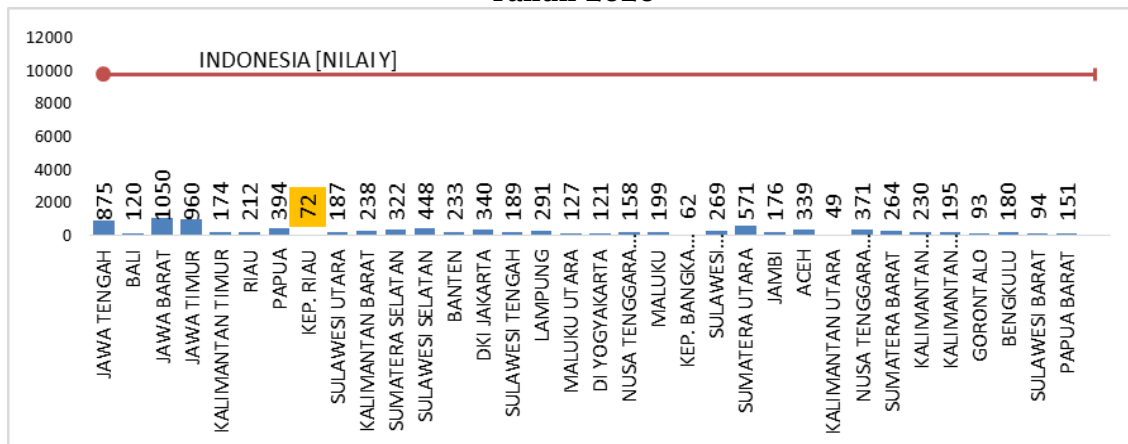 12000
10000
8000
6000
4000
2000
0
INDONESIA [NILAI Y]
875
120
1050
960
174
212
394
72
187
238
322
448
233
340
189
291
127
121
158
199
62
269
571
176
339
49
371
264
230
195
93
180
94
151
JAWA TENGAH
BALI
JAWA BARAT
JAWA TIMUR
KALIMANTAN TIMUR
RIAU
PAPUA
KEP. RIAU
SULAWESI UTARA
KALIMANTAN BARAT
SUMATERA SELATAN
SULAWESI SELATAN
BANTEN
DKI JAKARTA
SULAWESI TENGAH
LAMPUNG
MALUKU UTARA
DI YOGYAKARTA
NUSA TENGGARA...
MALUKU
KEP. BANGKA...
SULAWESI...
SUMATERA UTARA
JAMBI
ACEH
KALIMANTAN UTARA
NUSA TENGGARA...
SUMATERA BARAT
KALIMANTAN...
KALIMANTAN...
GORONTALO
BENGKULU
SULAWESI BARAT
PAPUA BARAT